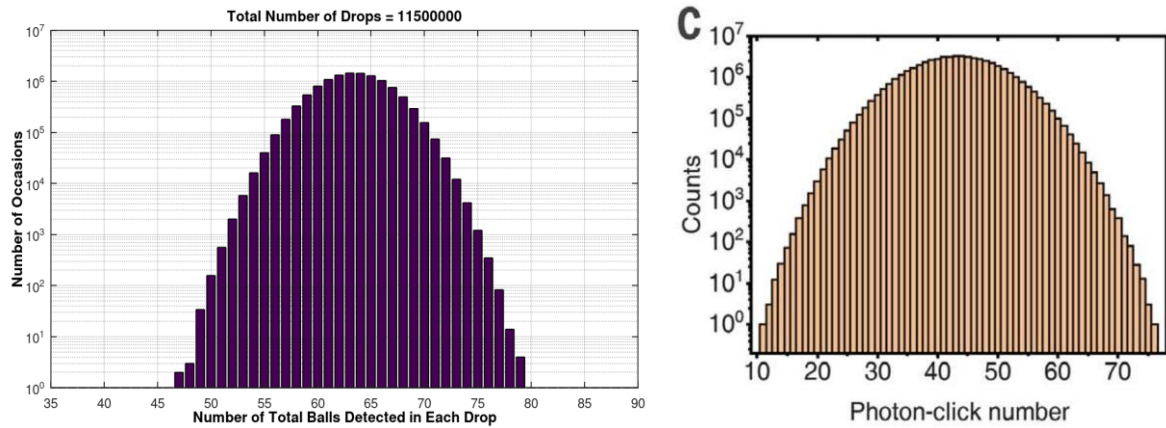 Total Number of Drops = 11500000
Number of Occasions
10^7
10^6
10^5
10^4
10^3
10^2
10^1
10^0
35 40 45 50 55 60 65 70 75 80 85 90
Number of Total Balls Detected in Each Drop
C
Counts
10^7
10^6
10^5
10^4
10^3
10^2
10^1
10^0
10 20 30 40 50 60 70
Photon-click number